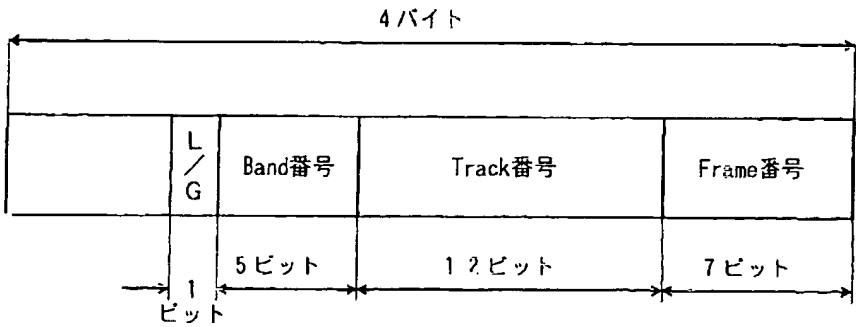 4バイト
L/G
Band番号
Track番号
Frame番号
1ビット
5ビット
12ビット
7ビット